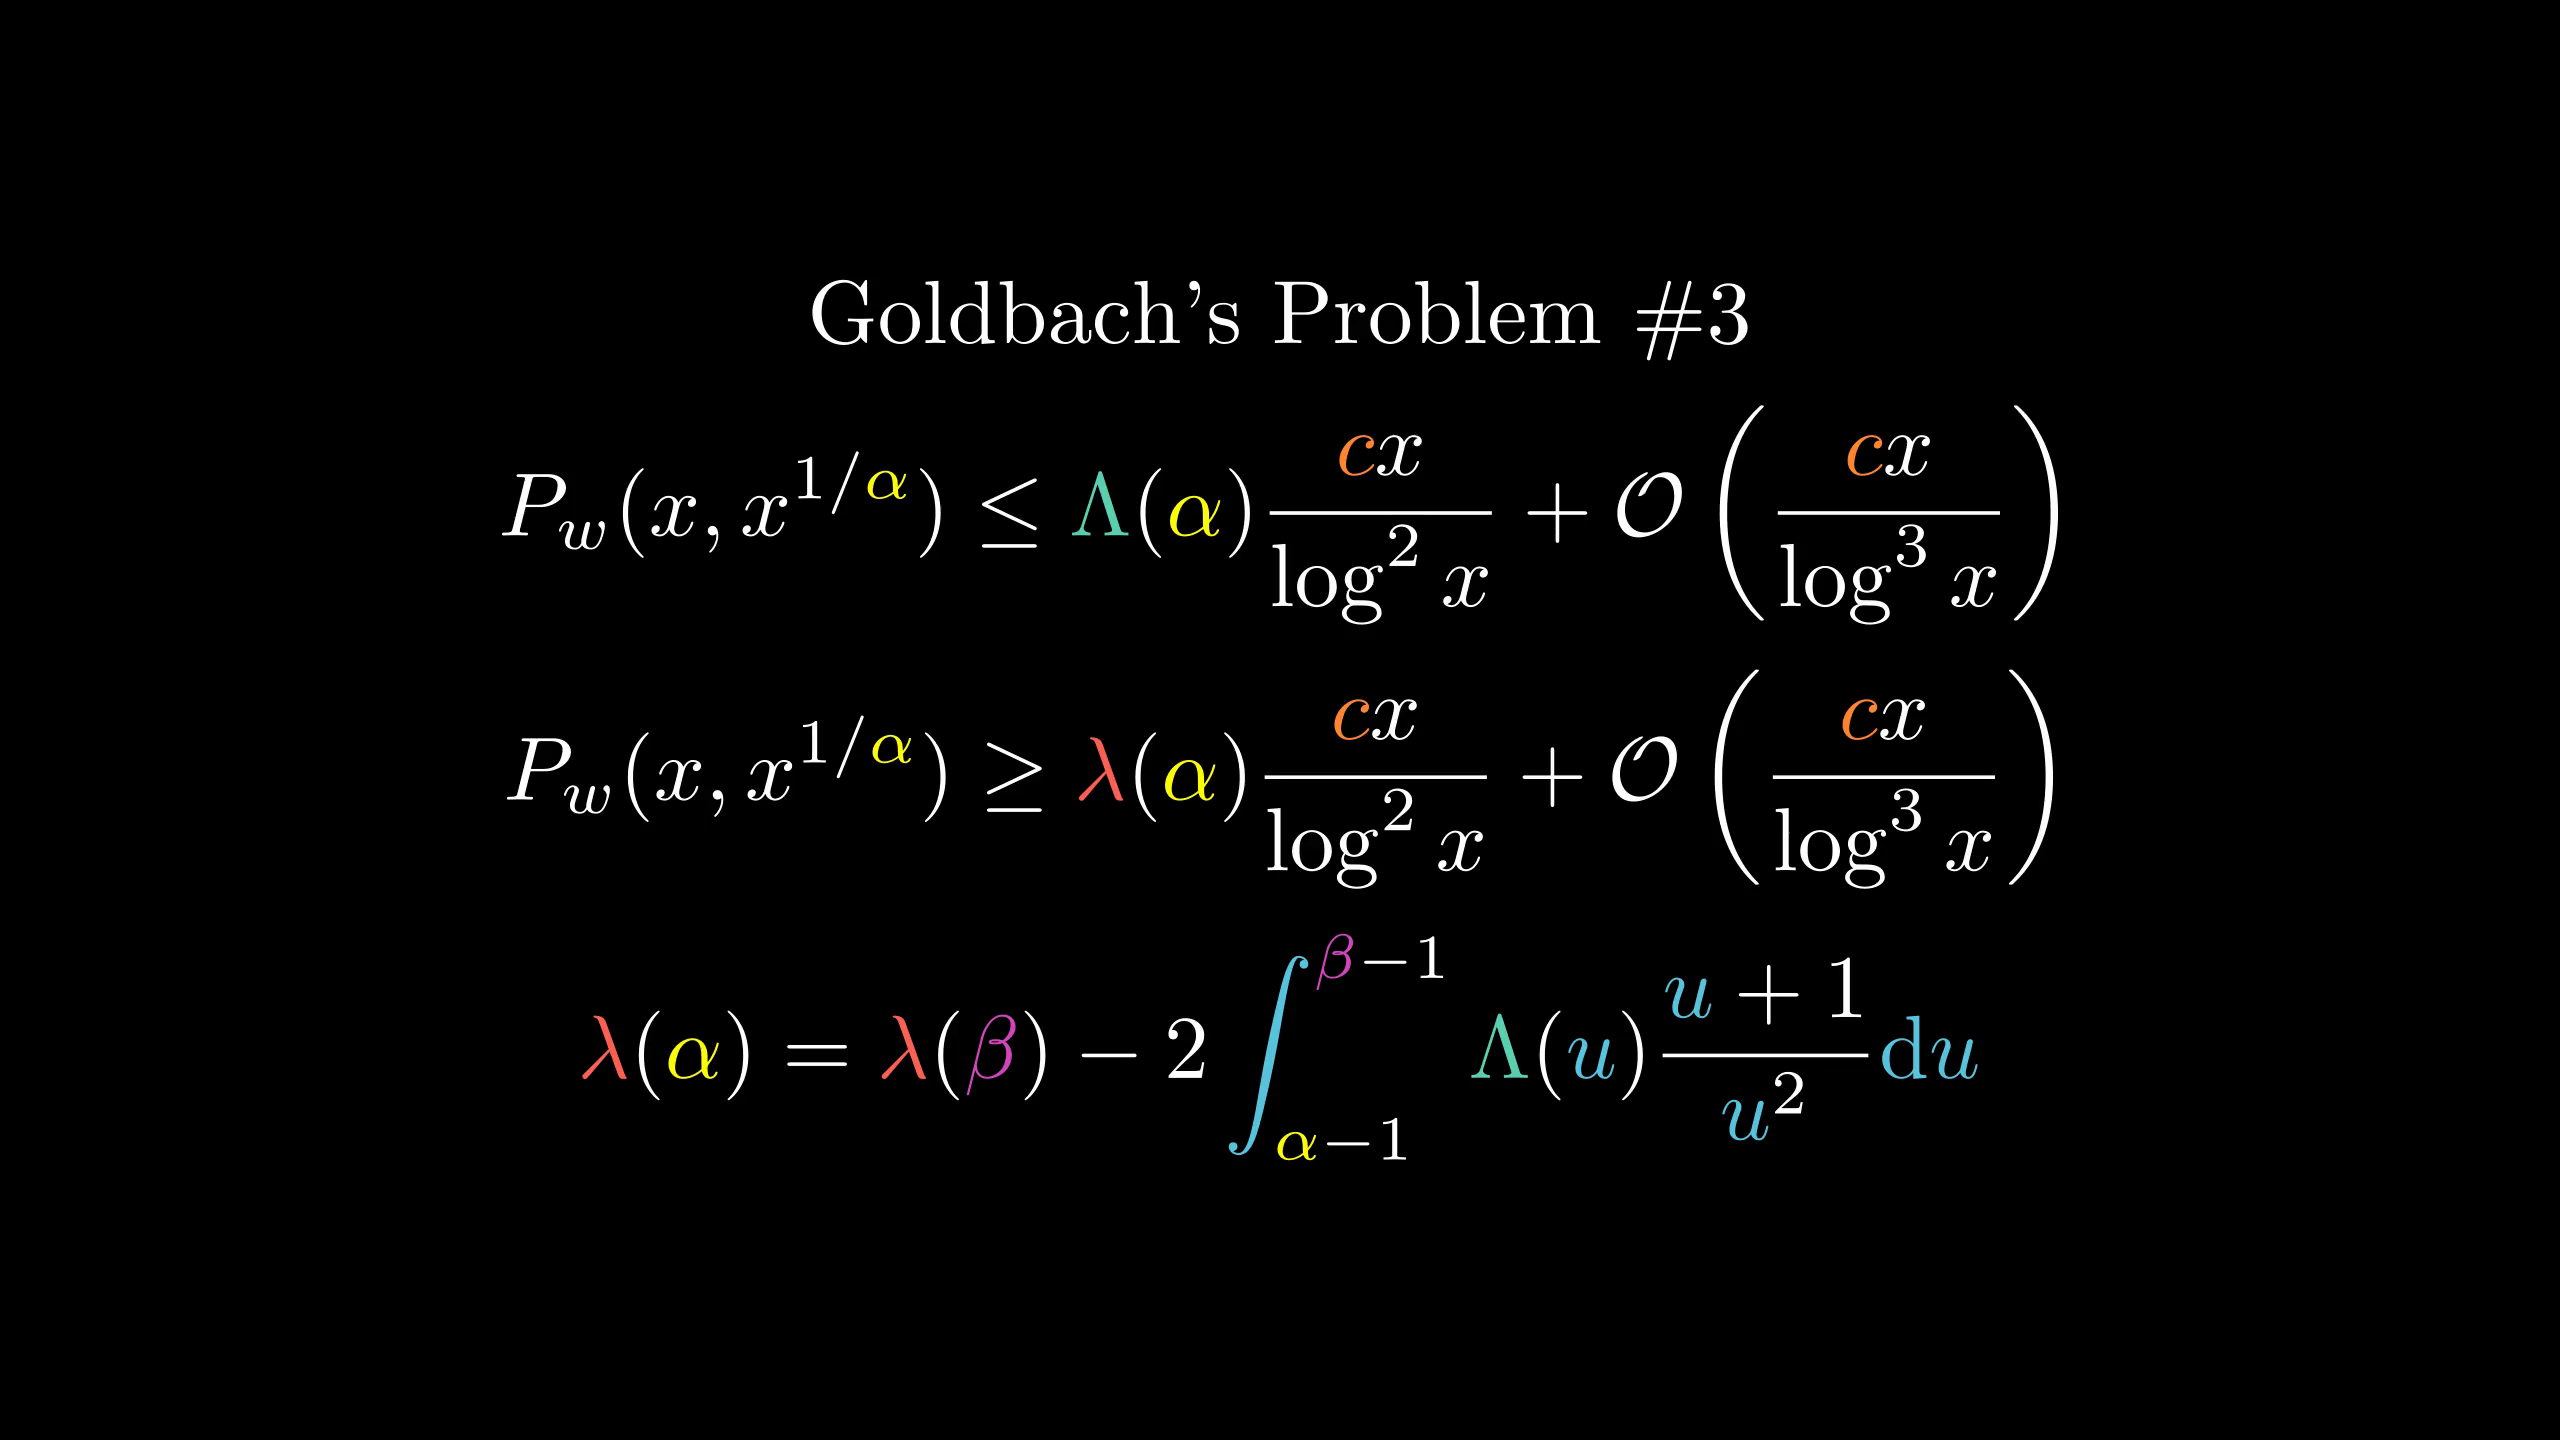 Goldbach's Problem #3
$P_w(x, x^{1/\alpha}) \leq \Lambda(\alpha) \frac{cx}{\log^2 x} + \mathcal{O}\left(\frac{cx}{\log^3 x}\right)$
$P_w(x, x^{1/\alpha}) \geq \lambda(\alpha) \frac{cx}{\log^2 x} + \mathcal{O}\left(\frac{cx}{\log^3 x}\right)$
$\lambda(\alpha) = \lambda(\beta) - 2 \int_{\alpha-1}^{\beta-1} \Lambda(u) \frac{u+1}{u^2} \mathrm{d}u$